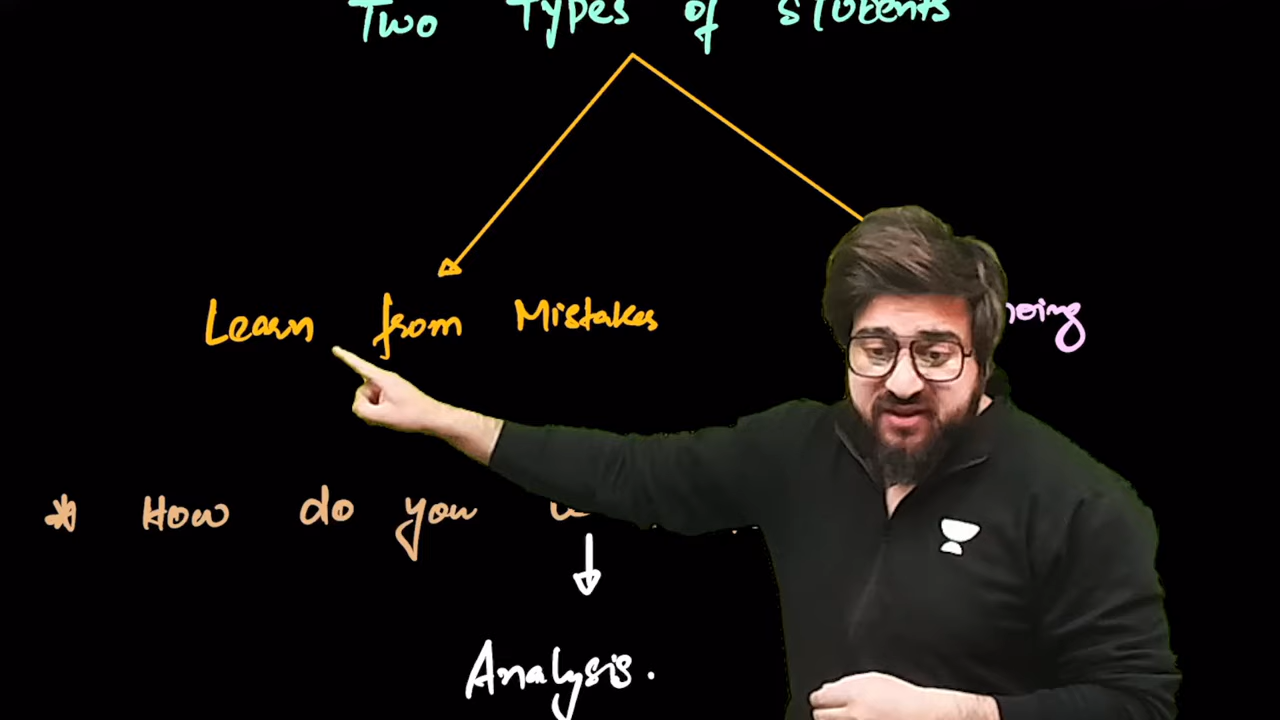 Two Types of students
Learn from Mistakes
* How do you
Analysis.